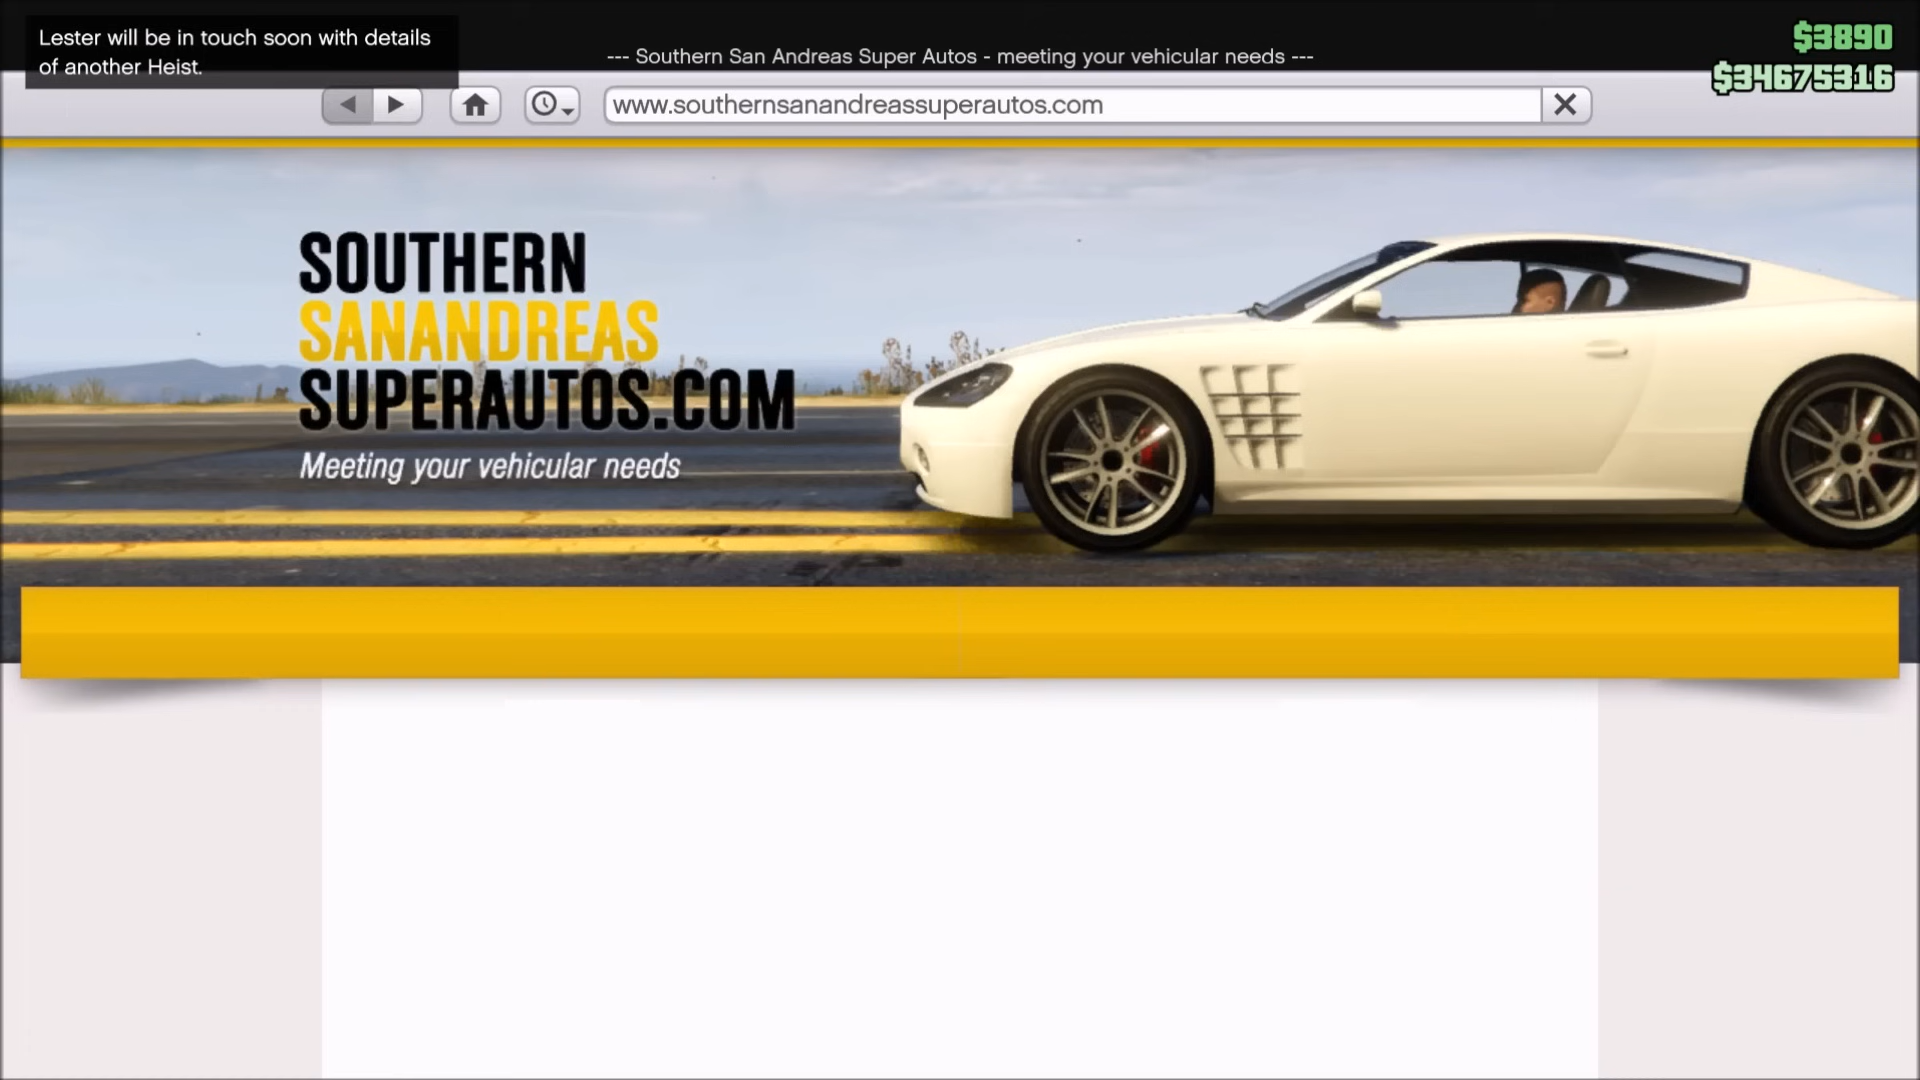 Lester will be in touch soon with details
of another Heist.
--- Southern San Andreas Super Autos - meeting your vehicular needs ---
$3890
$34675316
www.southernsanandreassuperautos.com
SOUTHERN
SANANDREAS
SUPERAUTOS.COM
Meeting your vehicular needs